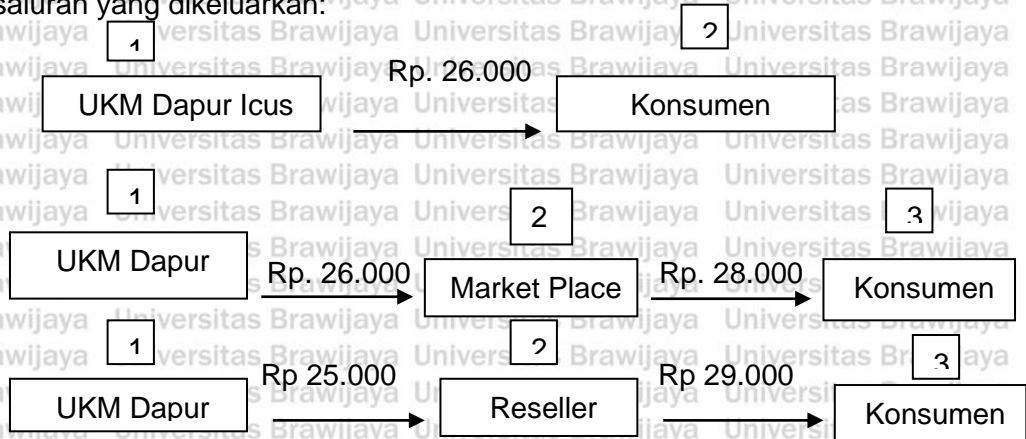 saluran yang dikeluarkan:
1
2
Rp. 26.000
UKM Dapur Icus
Konsumen
1
2
3
UKM Dapur
Rp. 26.000
Market Place
Rp. 28.000
Konsumen
1
2
3
Rp 25.000
Rp 29.000
UKM Dapur
Reseller
Konsumen
Universitas Brawijaya